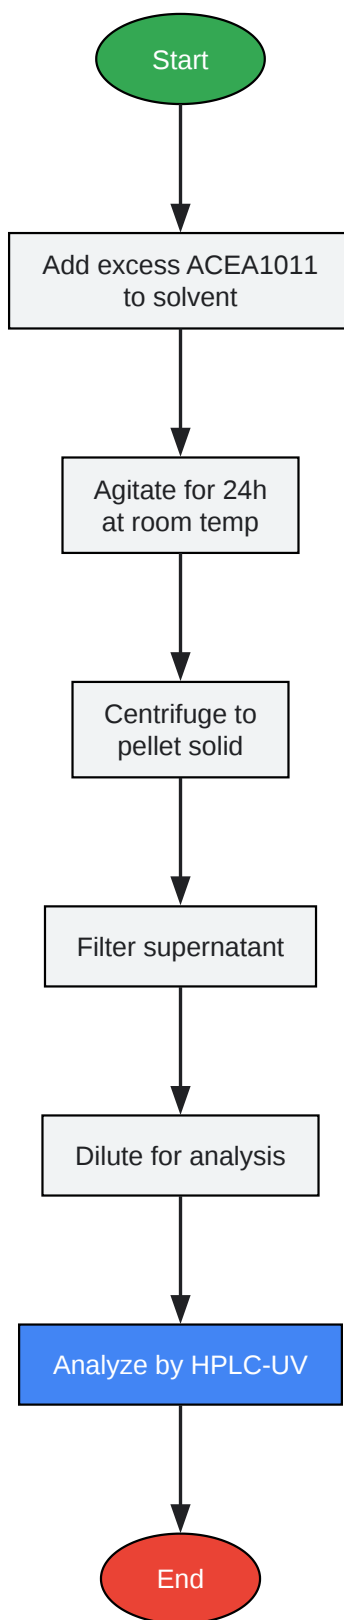 Start
Add excess ACEA1011
to solvent
Agitate for 24h
at room temp
Centrifuge to
pellet solid
Filter supernatant
Dilute for analysis
Analyze by HPLC-UV
End